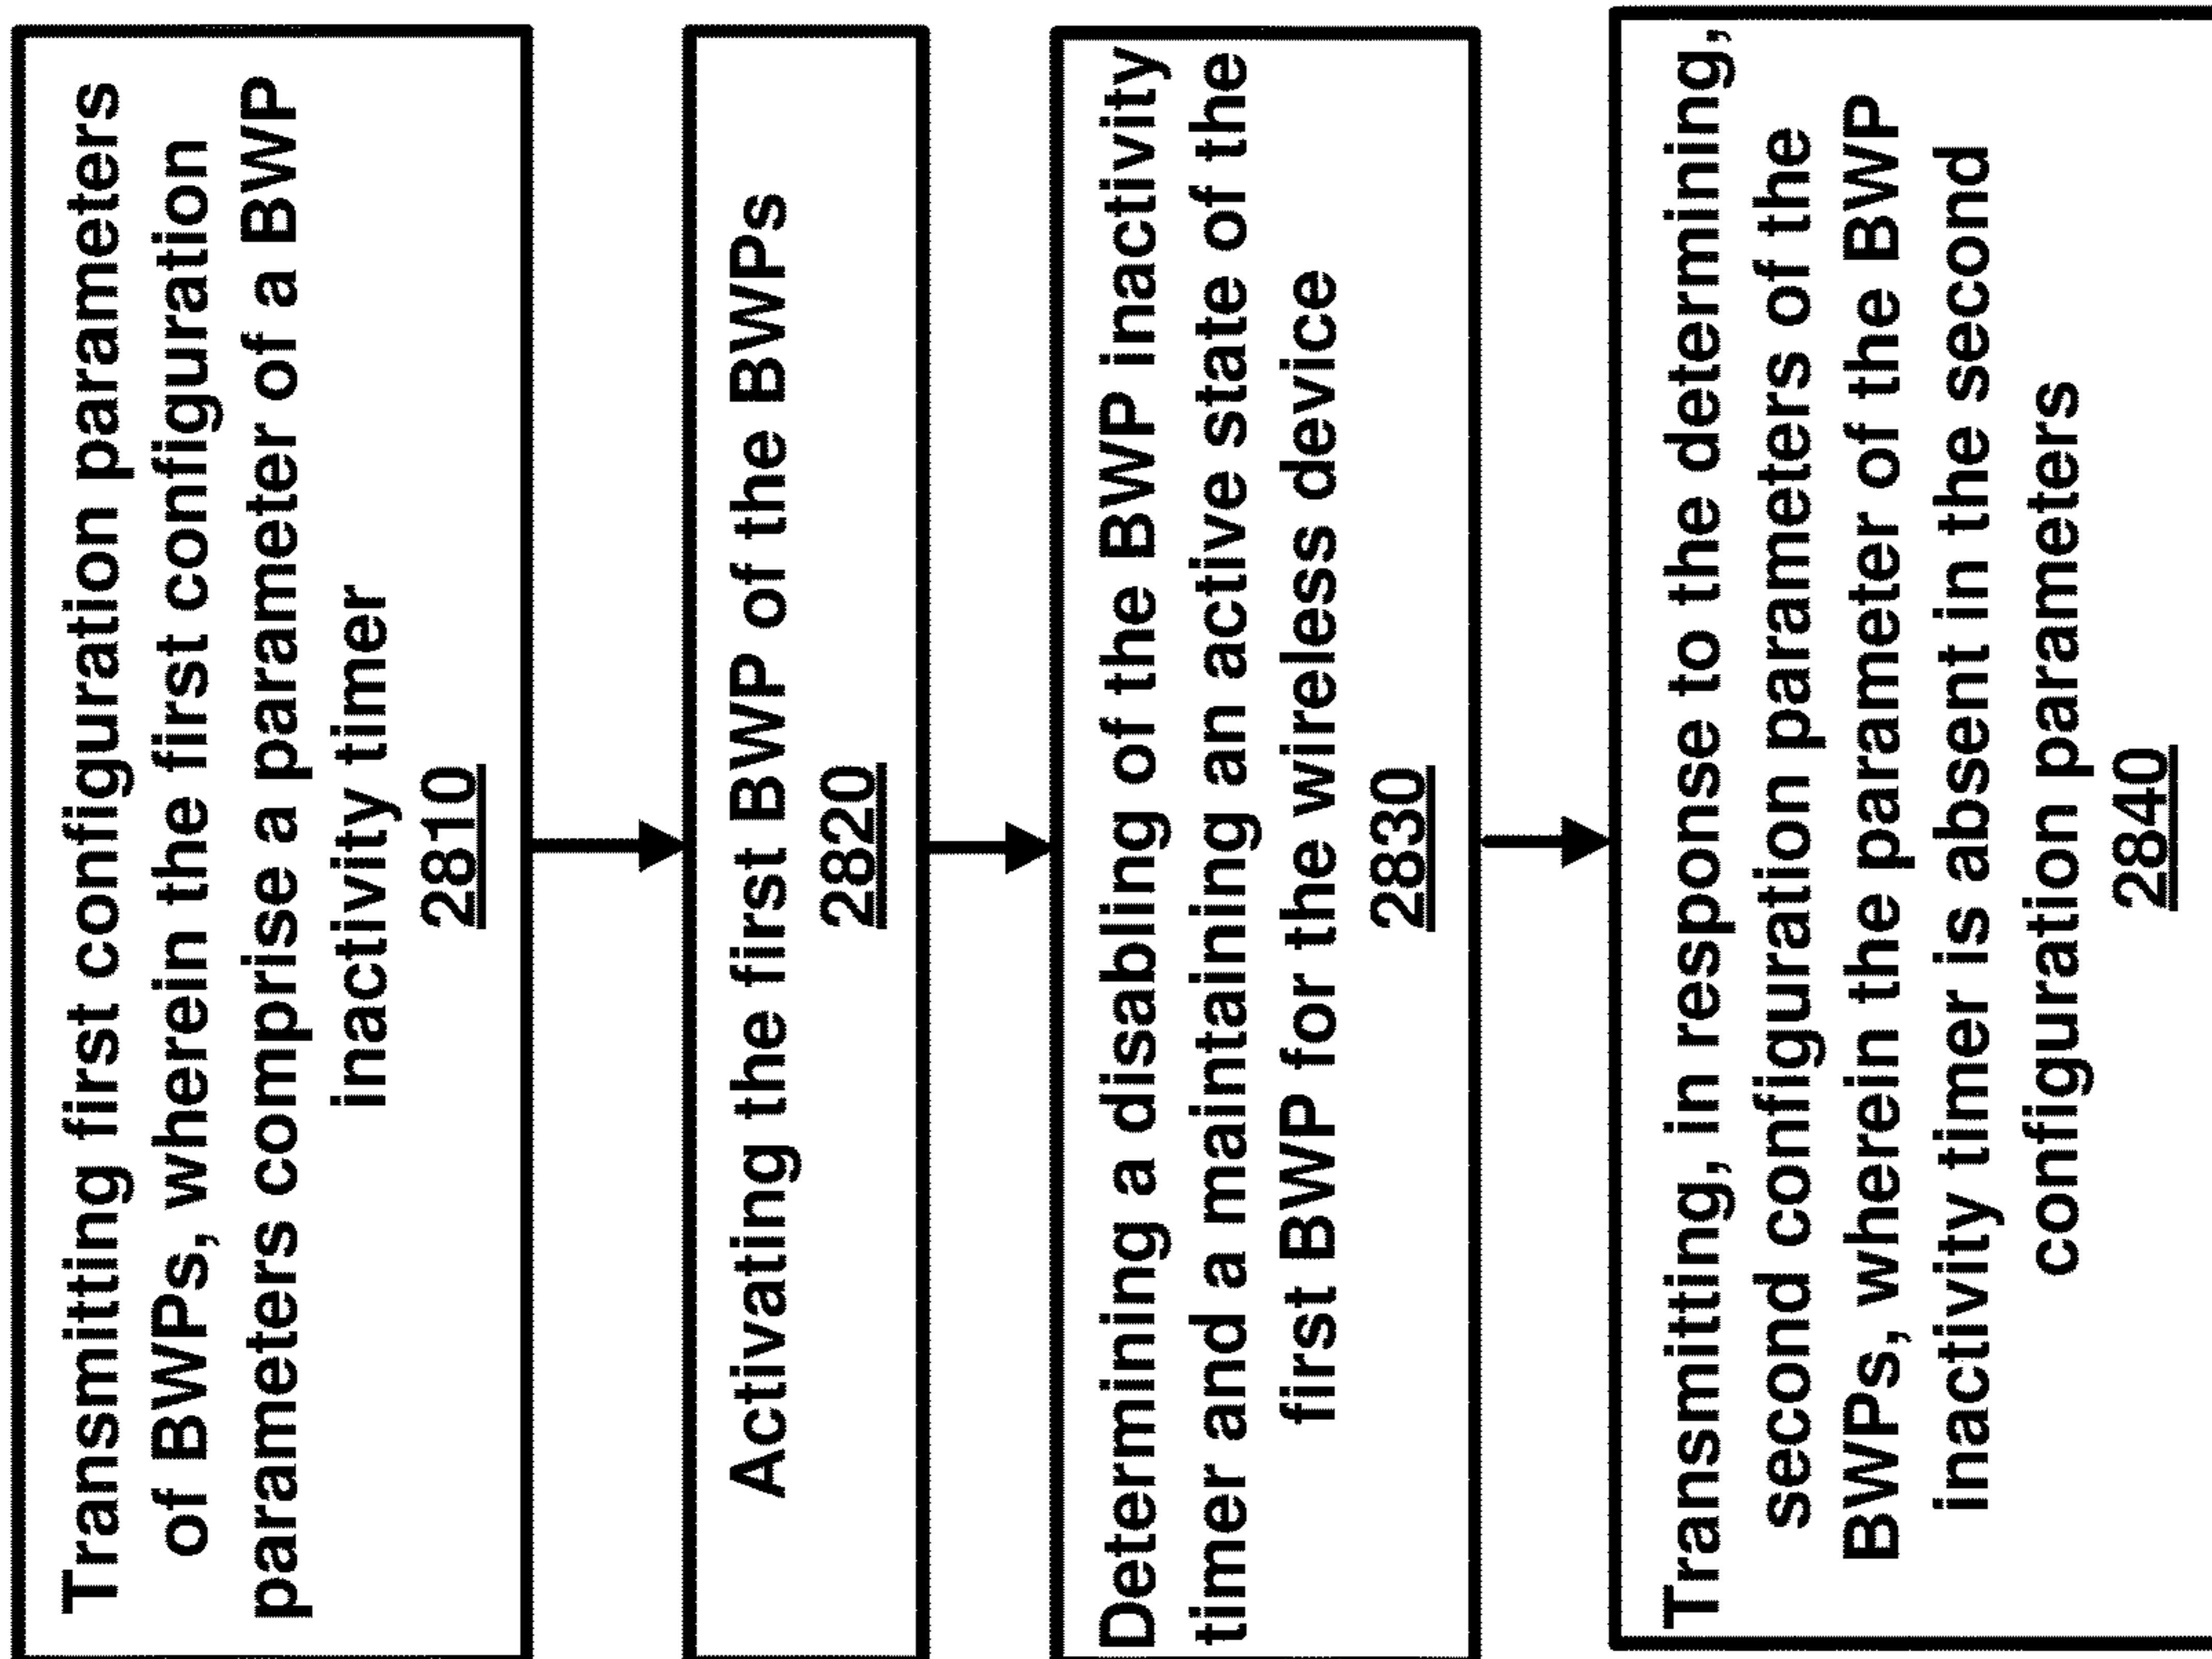 Transmitting first configuration parameters
of BWPs, wherein the first configuration
parameters comprise a parameter of a BWP
inactivity timer
2810
Activating the first BWP of the BWPs
2820
Determining a disabling of the BWP inactivity
timer and a maintaining an active state of the
first BWP for the wireless device
2830
Transmitting, in response to the determining,
second configuration parameters of the
BWPs, wherein the parameter of the BWP
inactivity timer is absent in the second
configuration parameters
2840